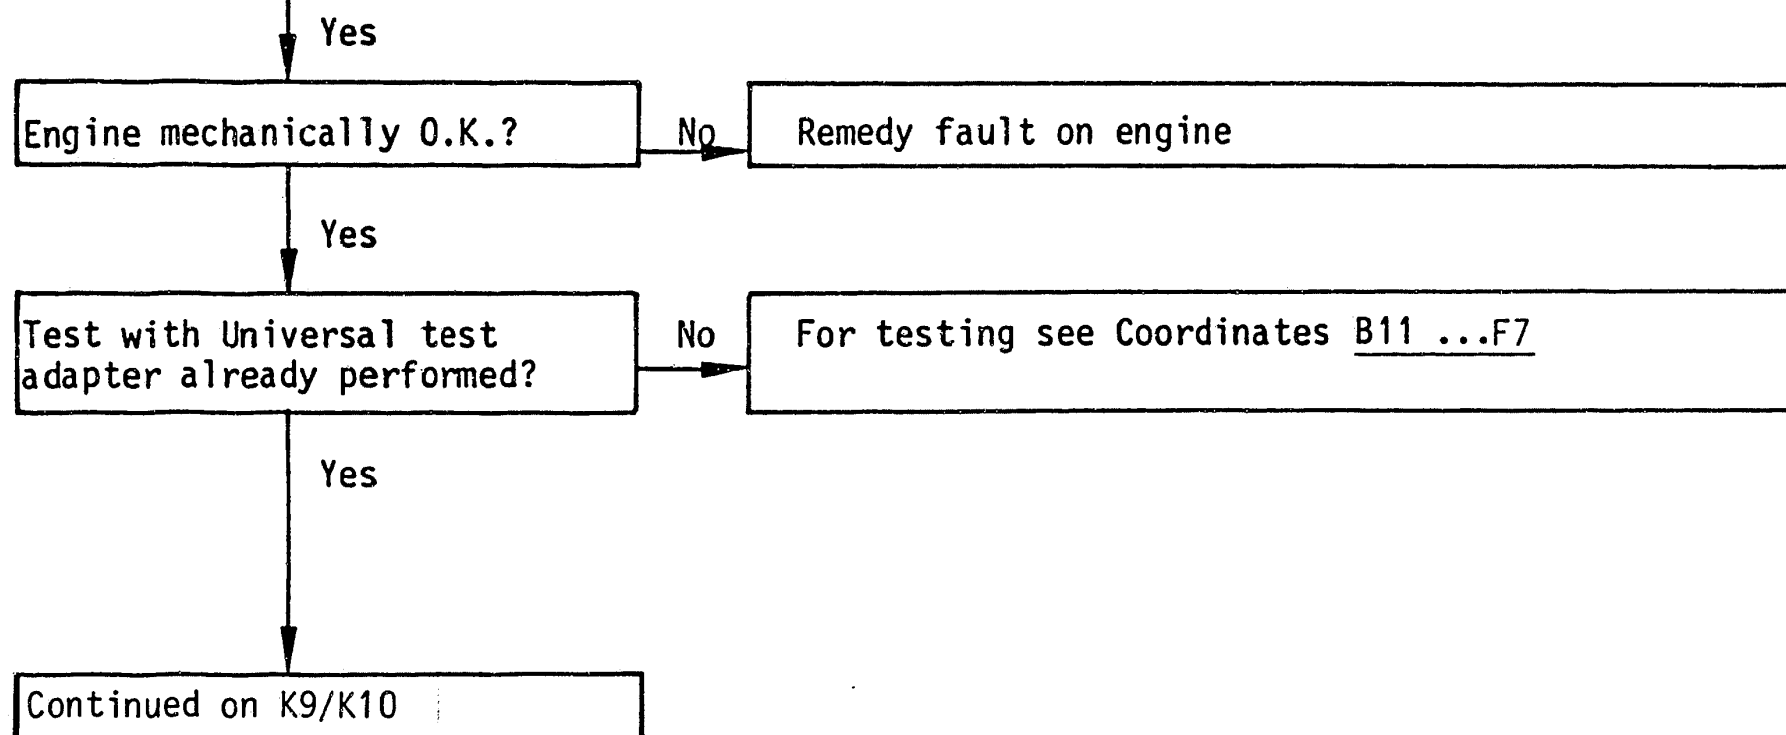 Yes
Engine mechanically O.K.?
No
Remedy fault on engine
Yes
Test with Universal test
adapter already performed?
No
For testing see Coordinates B11 ...F7
Yes
Continued on K9/K10